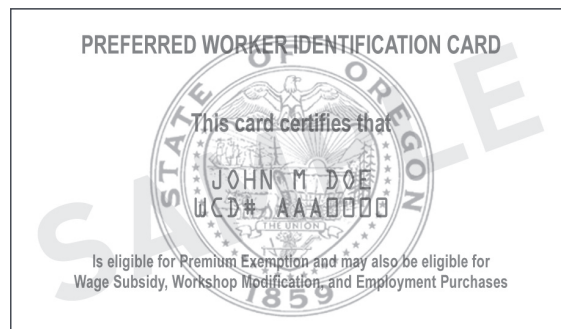 PREFERRED WORKER IDENTIFICATION CARD
This card certifies that
JOHN M DOE
WCD# AAA0000
Is eligible for Premium Exemption and may also be eligible for
Wage Subsidy, Workshop Modification, and Employment Purchases
STATE OF OREGON
THE UNION
1859
SAMPLE